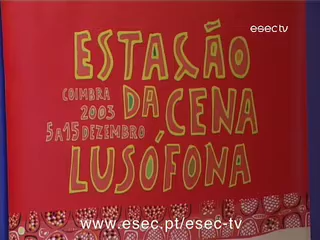 esec tv
ESTAÇÃO
COIMBRA
2003
5 A 15 DEZEMBRO
DA
CENA
LUSÓFONA
www.esec.pt/esec-tv